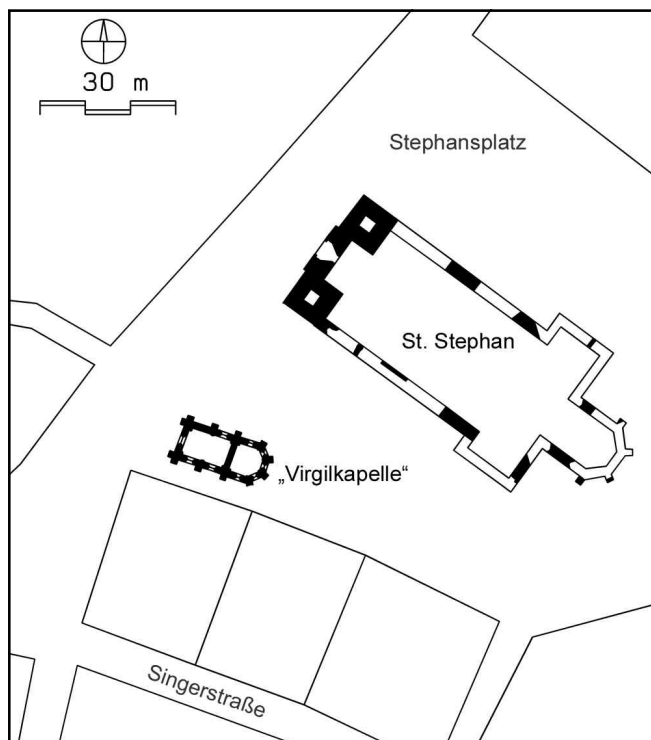 30 m
Stephansplatz
St. Stephan
„Virgilkapelle“
Singerstraße